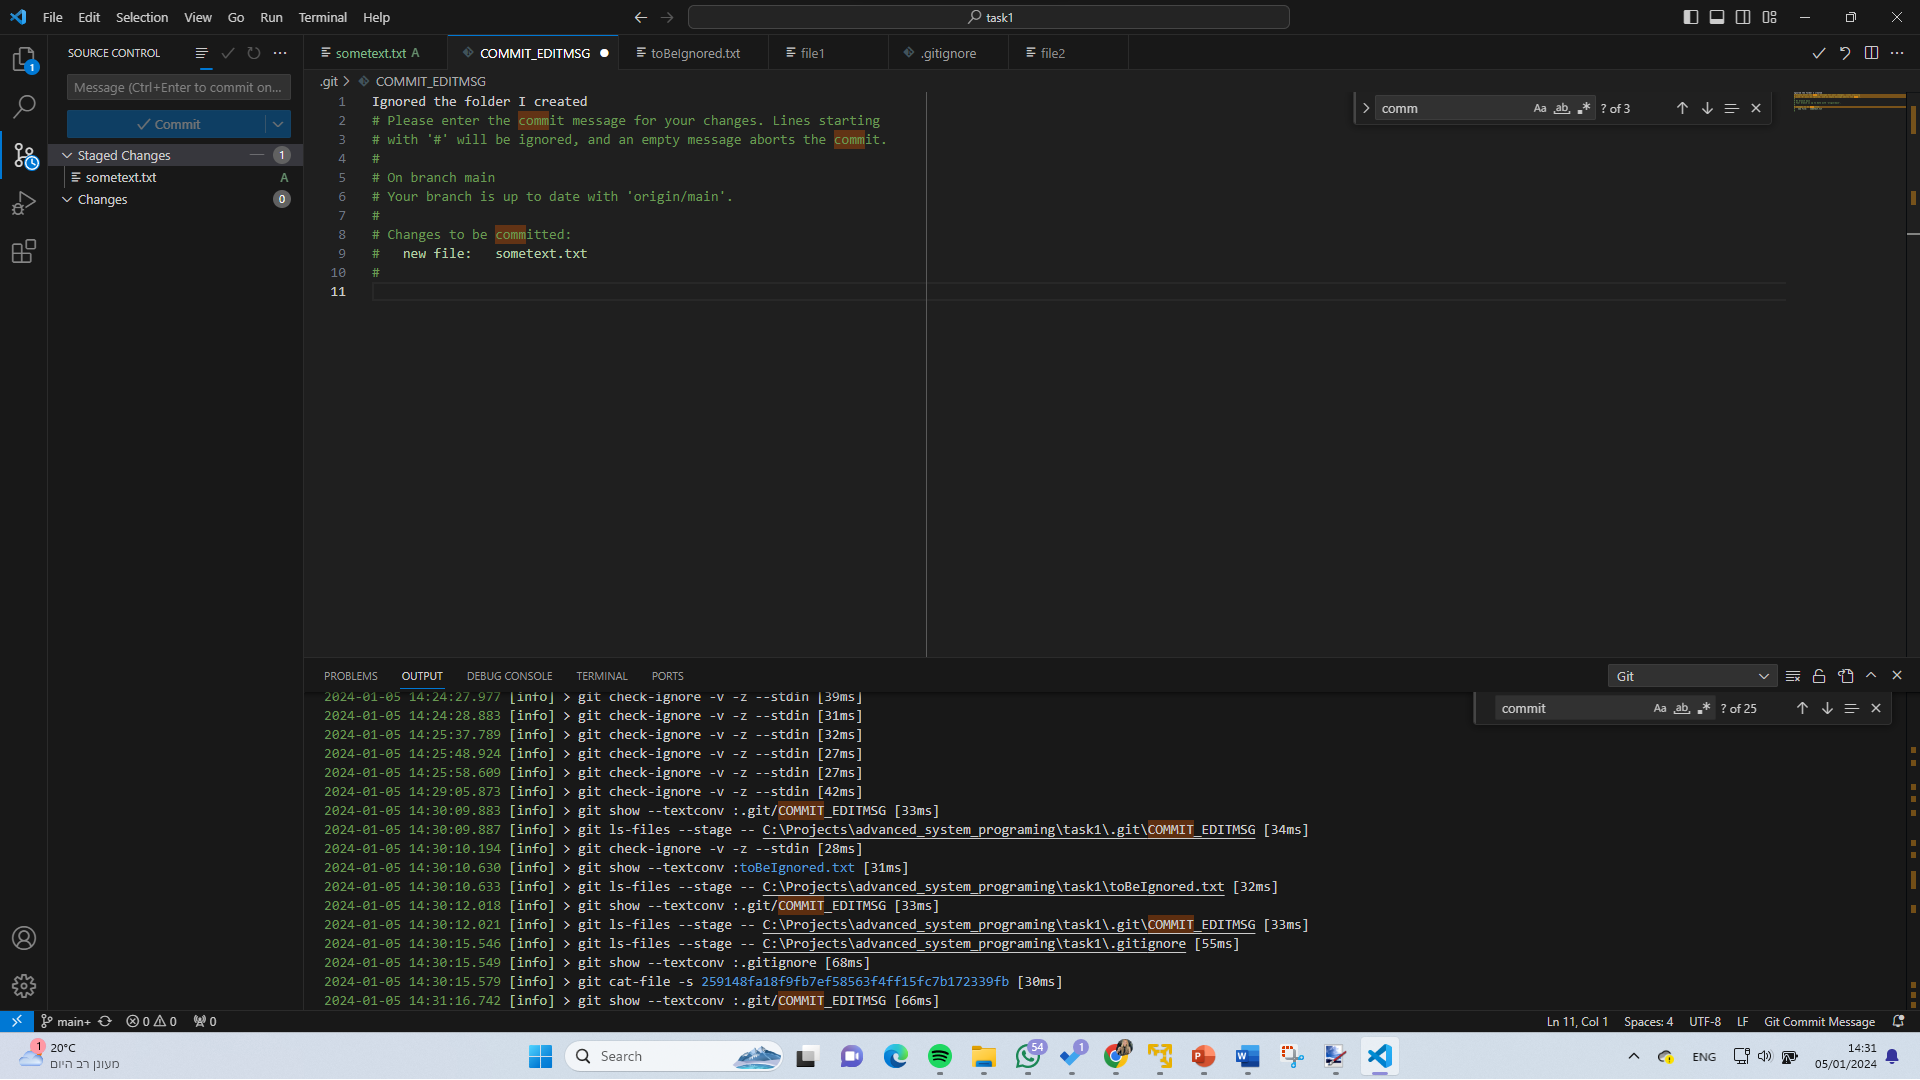 File Edit Selection View Go Run Terminal Help
task1
SOURCE CONTROL
Message (Ctrl+Enter to commit on...
Commit
Staged Changes 1
sometext.txt A
Changes 0
sometext.txt A COMMIT_EDITMSG toBeIgnored.txt file1 .gitignore file2
.git > COMMIT_EDITMSG
1 Ignored the folder I created
2 # Please enter the commit message for your changes. Lines starting
3 # with '#' will be ignored, and an empty message aborts the commit.
4 #
5 # On branch main
6 # Your branch is up to date with 'origin/main'.
7 #
8 # Changes to be committed:
9 # new file: sometext.txt
10 #
11
comm Aa ab .* ? of 3
PROBLEMS OUTPUT DEBUG CONSOLE TERMINAL PORTS
Git
commit Aa ab .* ? of 25
2024-01-05 14:24:27.977 [info] > git check-ignore -v -z --stdin [39ms]
2024-01-05 14:24:28.883 [info] > git check-ignore -v -z --stdin [31ms]
2024-01-05 14:25:37.789 [info] > git check-ignore -v -z --stdin [32ms]
2024-01-05 14:25:48.924 [info] > git check-ignore -v -z --stdin [27ms]
2024-01-05 14:25:58.609 [info] > git check-ignore -v -z --stdin [27ms]
2024-01-05 14:29:05.873 [info] > git check-ignore -v -z --stdin [42ms]
2024-01-05 14:30:09.883 [info] > git show --textconv :.git/COMMIT_EDITMSG [33ms]
2024-01-05 14:30:09.887 [info] > git ls-files --stage -- C:\Projects\advanced_system_programing\task1\.git\COMMIT_EDITMSG [34ms]
2024-01-05 14:30:10.194 [info] > git check-ignore -v -z --stdin [28ms]
2024-01-05 14:30:10.630 [info] > git show --textconv :toBeIgnored.txt [31ms]
2024-01-05 14:30:10.633 [info] > git ls-files --stage -- C:\Projects\advanced_system_programing\task1\toBeIgnored.txt [32ms]
2024-01-05 14:30:12.018 [info] > git show --textconv :.git/COMMIT_EDITMSG [33ms]
2024-01-05 14:30:12.021 [info] > git ls-files --stage -- C:\Projects\advanced_system_programing\task1\.git\COMMIT_EDITMSG [33ms]
2024-01-05 14:30:15.546 [info] > git ls-files --stage -- C:\Projects\advanced_system_programing\task1\.gitignore [55ms]
2024-01-05 14:30:15.549 [info] > git show --textconv :.gitignore [68ms]
2024-01-05 14:30:15.579 [info] > git cat-file -s 259148fa18f9fb7ef58563f4ff15fc7b172339fb [30ms]
2024-01-05 14:31:16.742 [info] > git show --textconv :.git/COMMIT_EDITMSG [66ms]
main+ 0 0 0
Ln 11, Col 1 Spaces: 4 UTF-8 LF Git Commit Message
1 20°C
מעונן רב היום
Search
54 1
ENG
14:31
05/01/2024